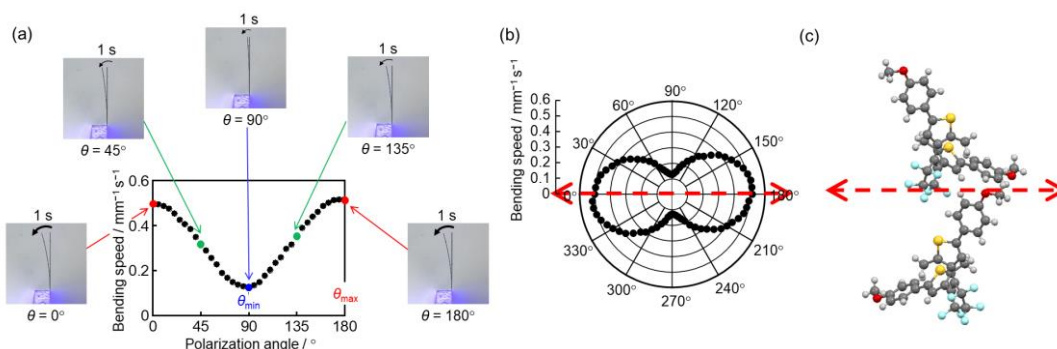 (a)
1 s
θ = 90°
1 s
θ = 45°
1 s
θ = 135°
1 s
θ = 0°
1 s
θ = 180°
Bending speed / mm⁻¹ s⁻¹
0.6
0.4
0.2
0
θmin
θmax
0 45 90 135 180
Polarization angle / °
(b)
Bending speed / mm⁻¹ s⁻¹
0.6
0.5
0.4
0.3
0.2
0.1
0
90°
60° 120°
30° 150°
0° 180°
330° 210°
300° 240°
270°
(c)